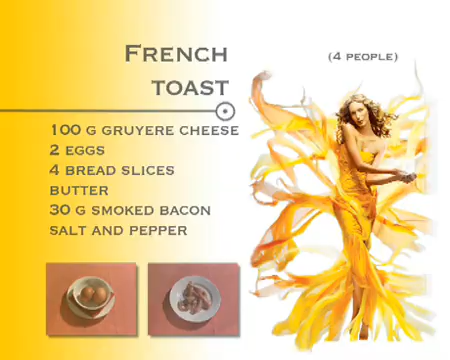 FRENCH
TOAST
(4 PEOPLE)
100 G GRUYERE CHEESE
2 EGGS
4 BREAD SLICES
BUTTER
30 G SMOKED BACON
SALT AND PEPPER